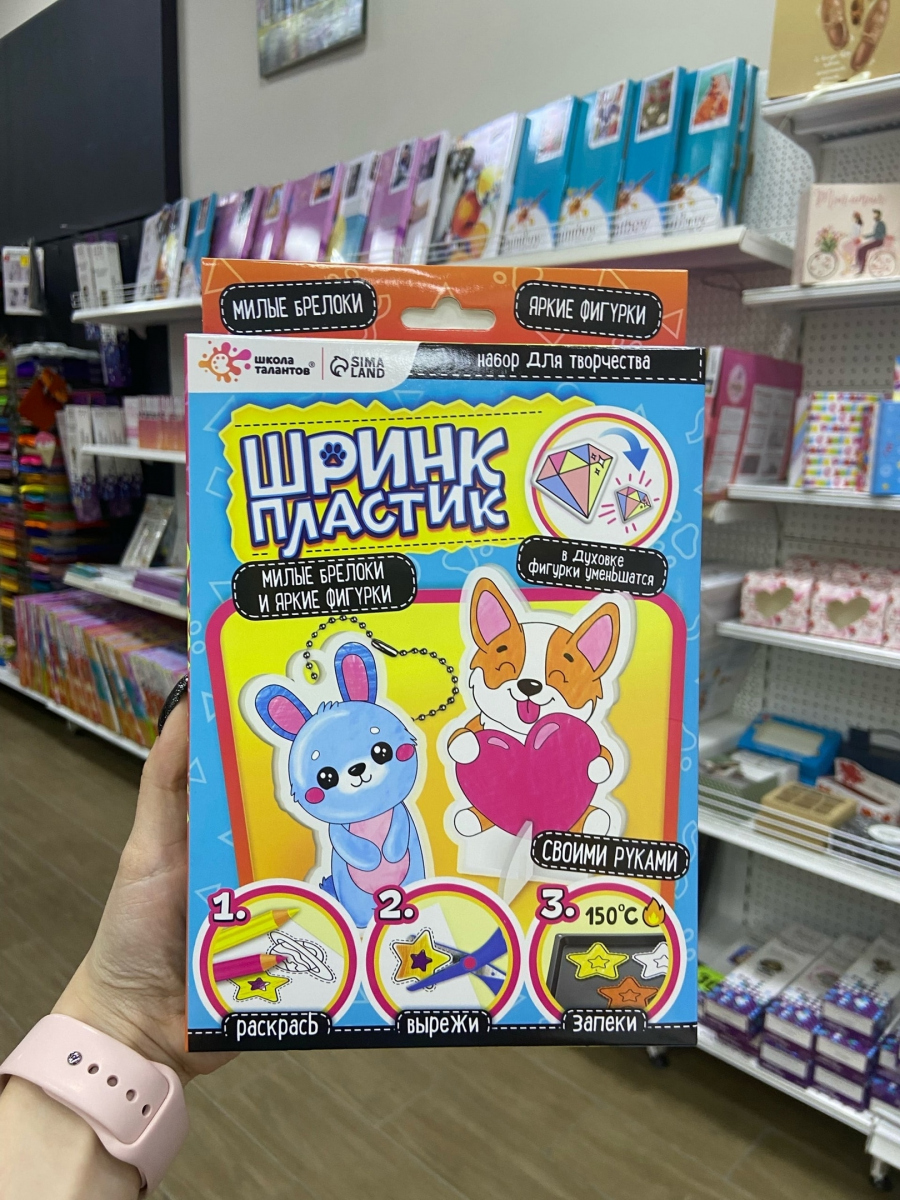 МИЛЫЕ БРЕЛОКИ
ЯРКИЕ ФИГУРКИ
школа
талантов®
SIMA
LAND
набор для творчества
ШРИНК
ПЛАСТИК
в духовке
фигурки уменьшатся
МИЛЫЕ БРЕЛОКИ
И ЯРКИЕ ФИГУРКИ
СВОИМИ РУКАМИ
1.
2.
3.
150°C
раскрась
вырежи
запеки